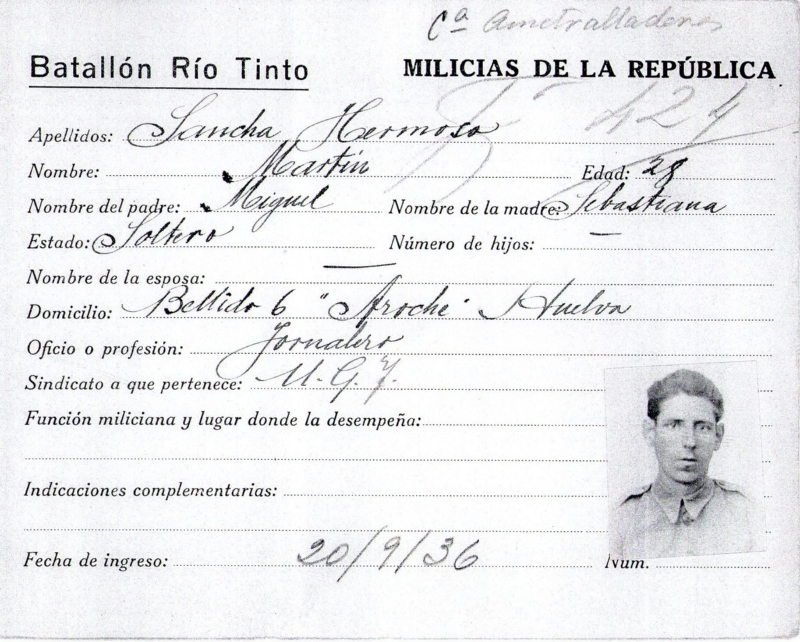 Cª Ametralladoras
Batallón Río Tinto MILICIAS DE LA REPÚBLICA
424
Apellidos: Sancha Hermoso
Nombre: Martín Edad: 28
Nombre del padre: Miguel Nombre de la madre: Sebastiana
Estado: Soltero Número de hijos: —
Nombre de la esposa: —
Domicilio: Bellido 6 "Aroche" Huelva
Oficio o profesión: Jornalero
Sindicato a que pertenece: U.G.T.
Función miliciana y lugar donde la desempeña:
Indicaciones complementarias:
Fecha de ingreso: 20/9/36 Núm.